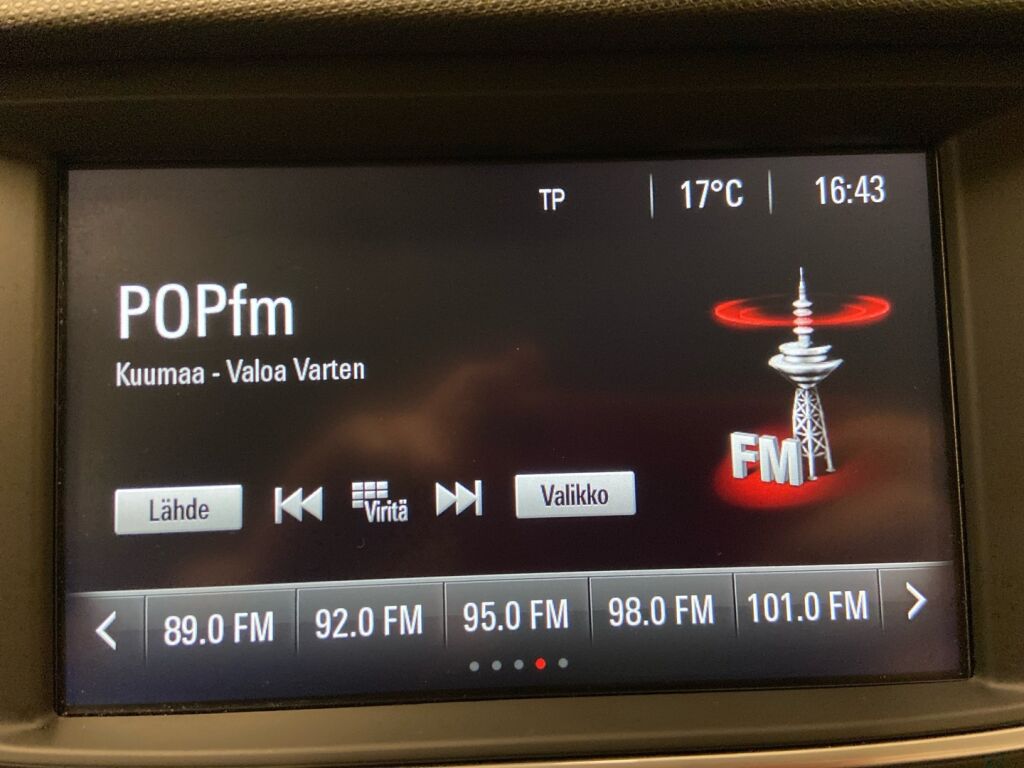 TP 17°C 16:43
POPfm
Kuumaa - Valoa Varten
FM
Lähde Viritä Valikko
89.0 FM 92.0 FM 95.0 FM 98.0 FM 101.0 FM